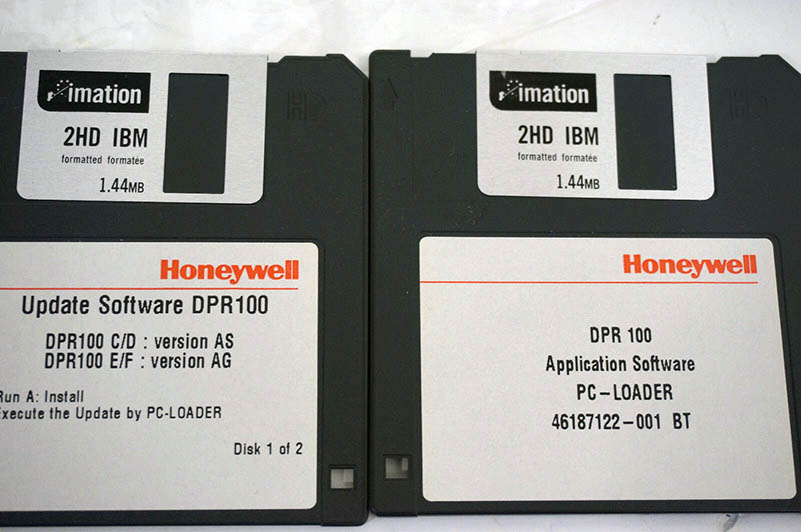 imation
2HD IBM
formatted formatée
1.44MB
Honeywell
Update Software DPR100
DPR100 C/D : version AS
DPR100 E/F : version AG
Run A: Install
Execute the Update by PC-LOADER
Disk 1 of 2
HD
imation
2HD IBM
formatted formatée
1.44MB
Honeywell
DPR 100
Application Software
PC-LOADER
46187122-001 BT